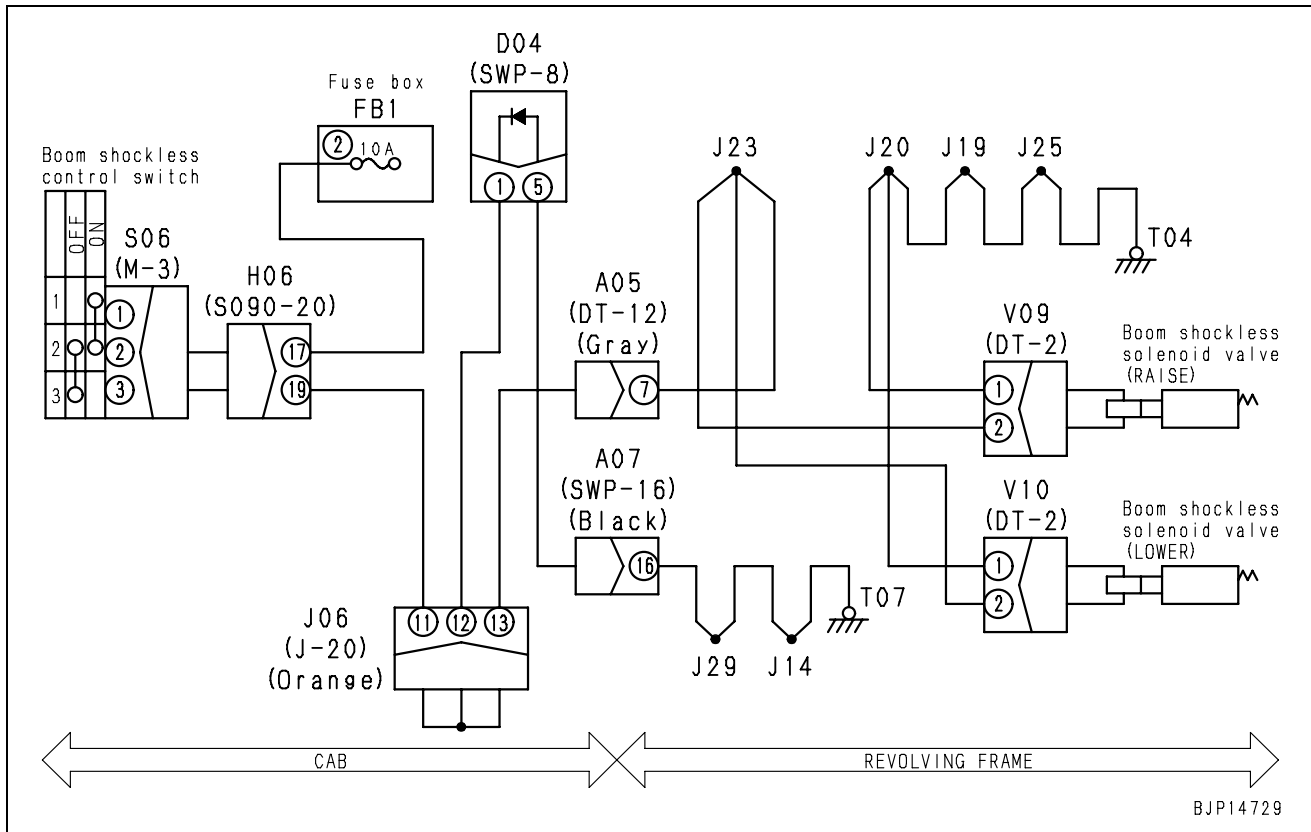 D04
(SWP-8)
Fuse box
FB1
2
10A
1
5
Boom shockless
control switch
OFF
ON
1
2
3
S06
(M-3)
1
2
3
H06
(S090-20)
17
19
J23
J20
J19
J25
T04
A05
(DT-12)
(Gray)
7
V09
(DT-2)
1
2
Boom shockless
solenoid valve
(RAISE)
A07
(SWP-16)
(Black)
16
V10
(DT-2)
1
2
Boom shockless
solenoid valve
(LOWER)
T07
J29
J14
J06
(J-20)
(Orange)
11
12
13
CAB
REVOLVING FRAME
BJP14729